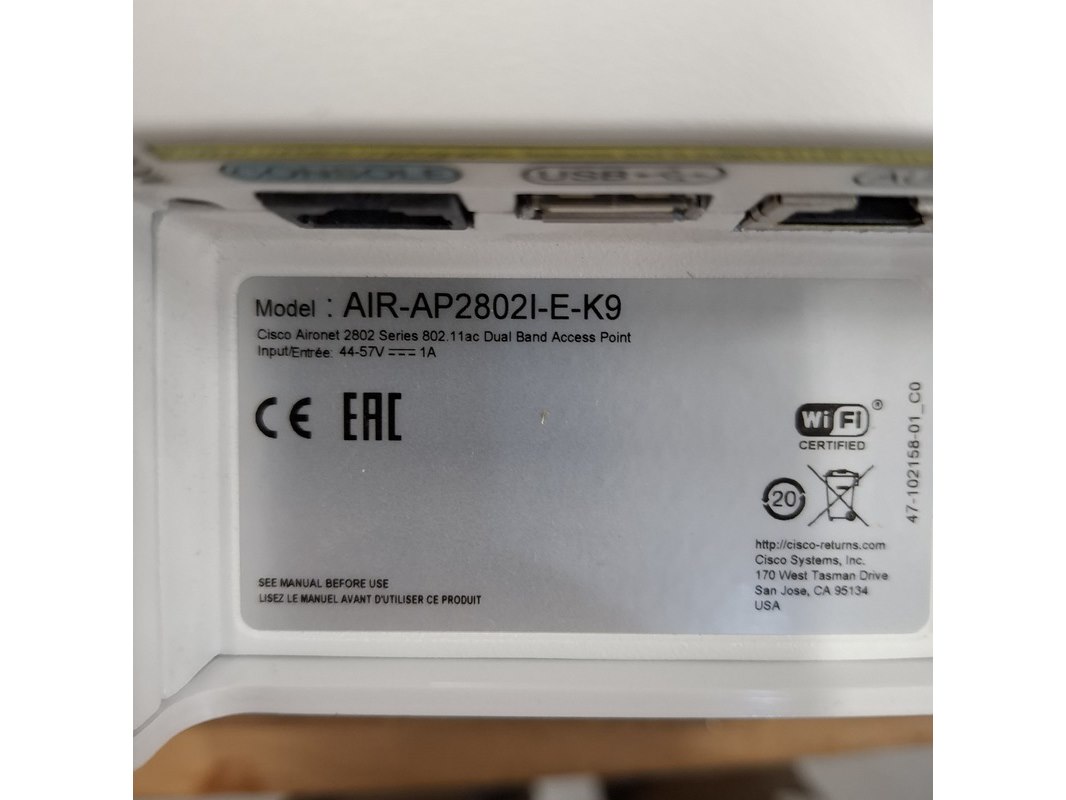 CONSOLE
USB
Model : AIR-AP2802I-E-K9
Cisco Aironet 2802 Series 802.11ac Dual Band Access Point
Input/Entrée: 44-57V 1A
CE EAC
Wi Fi ®
CERTIFIED
20
47-102158-01_C0
http://cisco-returns.com
Cisco Systems, Inc.
170 West Tasman Drive
San Jose, CA 95134
USA
SEE MANUAL BEFORE USE
LISEZ LE MANUEL AVANT D'UTILISER CE PRODUIT